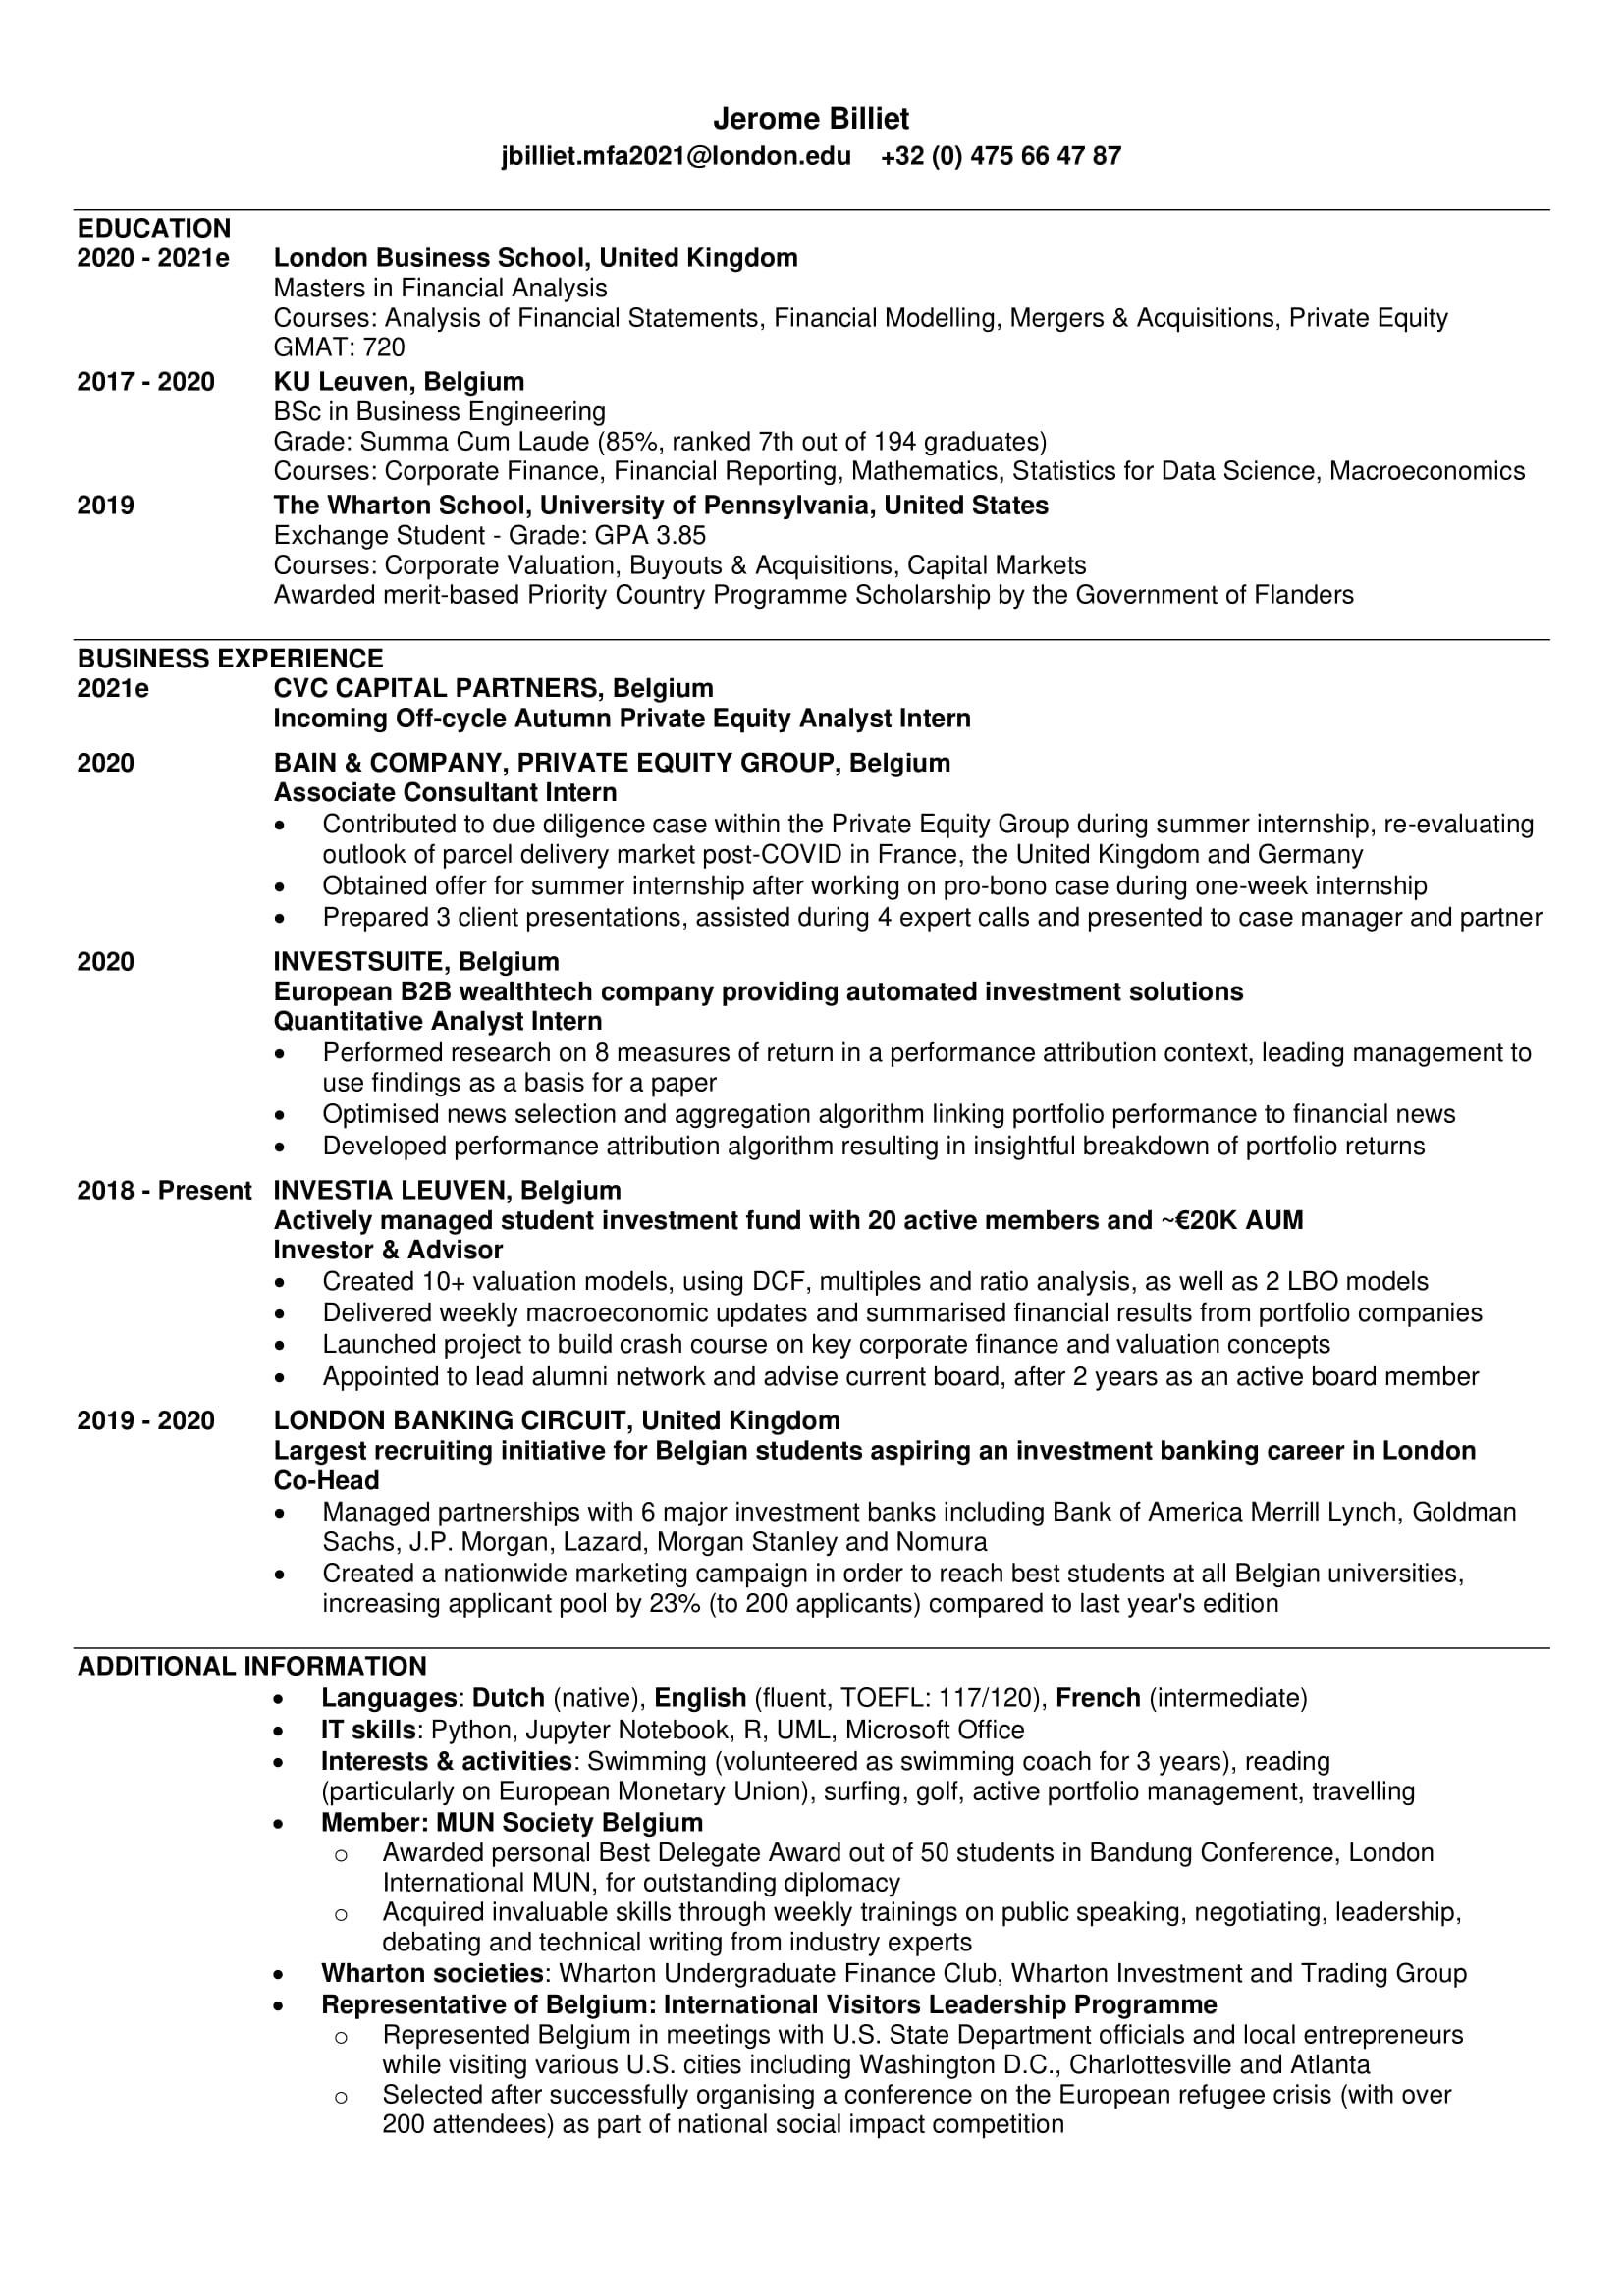 Jerome Billiet
jbilliet.mfa2021@london.edu +32 (0) 475 66 47 87
EDUCATION
2020 - 2021e London Business School, United Kingdom
Masters in Financial Analysis
Courses: Analysis of Financial Statements, Financial Modelling, Mergers & Acquisitions, Private Equity
GMAT: 720
2017 - 2020 KU Leuven, Belgium
BSc in Business Engineering
Grade: Summa Cum Laude (85%, ranked 7th out of 194 graduates)
Courses: Corporate Finance, Financial Reporting, Mathematics, Statistics for Data Science, Macroeconomics
2019 The Wharton School, University of Pennsylvania, United States
Exchange Student - Grade: GPA 3.85
Courses: Corporate Valuation, Buyouts & Acquisitions, Capital Markets
Awarded merit-based Priority Country Programme Scholarship by the Government of Flanders
BUSINESS EXPERIENCE
2021e CVC CAPITAL PARTNERS, Belgium
Incoming Off-cycle Autumn Private Equity Analyst Intern
2020 BAIN & COMPANY, PRIVATE EQUITY GROUP, Belgium
Associate Consultant Intern
• Contributed to due diligence case within the Private Equity Group during summer internship, re-evaluating
outlook of parcel delivery market post-COVID in France, the United Kingdom and Germany
• Obtained offer for summer internship after working on pro-bono case during one-week internship
• Prepared 3 client presentations, assisted during 4 expert calls and presented to case manager and partner
2020 INVESTSUITE, Belgium
European B2B wealthtech company providing automated investment solutions
Quantitative Analyst Intern
• Performed research on 8 measures of return in a performance attribution context, leading management to
use findings as a basis for a paper
• Optimised news selection and aggregation algorithm linking portfolio performance to financial news
• Developed performance attribution algorithm resulting in insightful breakdown of portfolio returns
2018 - Present INVESTIA LEUVEN, Belgium
Actively managed student investment fund with 20 active members and ~€20K AUM
Investor & Advisor
• Created 10+ valuation models, using DCF, multiples and ratio analysis, as well as 2 LBO models
• Delivered weekly macroeconomic updates and summarised financial results from portfolio companies
• Launched project to build crash course on key corporate finance and valuation concepts
• Appointed to lead alumni network and advise current board, after 2 years as an active board member
2019 - 2020 LONDON BANKING CIRCUIT, United Kingdom
Largest recruiting initiative for Belgian students aspiring an investment banking career in London
Co-Head
• Managed partnerships with 6 major investment banks including Bank of America Merrill Lynch, Goldman
Sachs, J.P. Morgan, Lazard, Morgan Stanley and Nomura
• Created a nationwide marketing campaign in order to reach best students at all Belgian universities,
increasing applicant pool by 23% (to 200 applicants) compared to last year's edition
ADDITIONAL INFORMATION
• Languages: Dutch (native), English (fluent, TOEFL: 117/120), French (intermediate)
• IT skills: Python, Jupyter Notebook, R, UML, Microsoft Office
• Interests & activities: Swimming (volunteered as swimming coach for 3 years), reading
(particularly on European Monetary Union), surfing, golf, active portfolio management, travelling
• Member: MUN Society Belgium
○ Awarded personal Best Delegate Award out of 50 students in Bandung Conference, London
International MUN, for outstanding diplomacy
○ Acquired invaluable skills through weekly trainings on public speaking, negotiating, leadership,
debating and technical writing from industry experts
• Wharton societies: Wharton Undergraduate Finance Club, Wharton Investment and Trading Group
• Representative of Belgium: International Visitors Leadership Programme
○ Represented Belgium in meetings with U.S. State Department officials and local entrepreneurs
while visiting various U.S. cities including Washington D.C., Charlottesville and Atlanta
○ Selected after successfully organising a conference on the European refugee crisis (with over
200 attendees) as part of national social impact competition